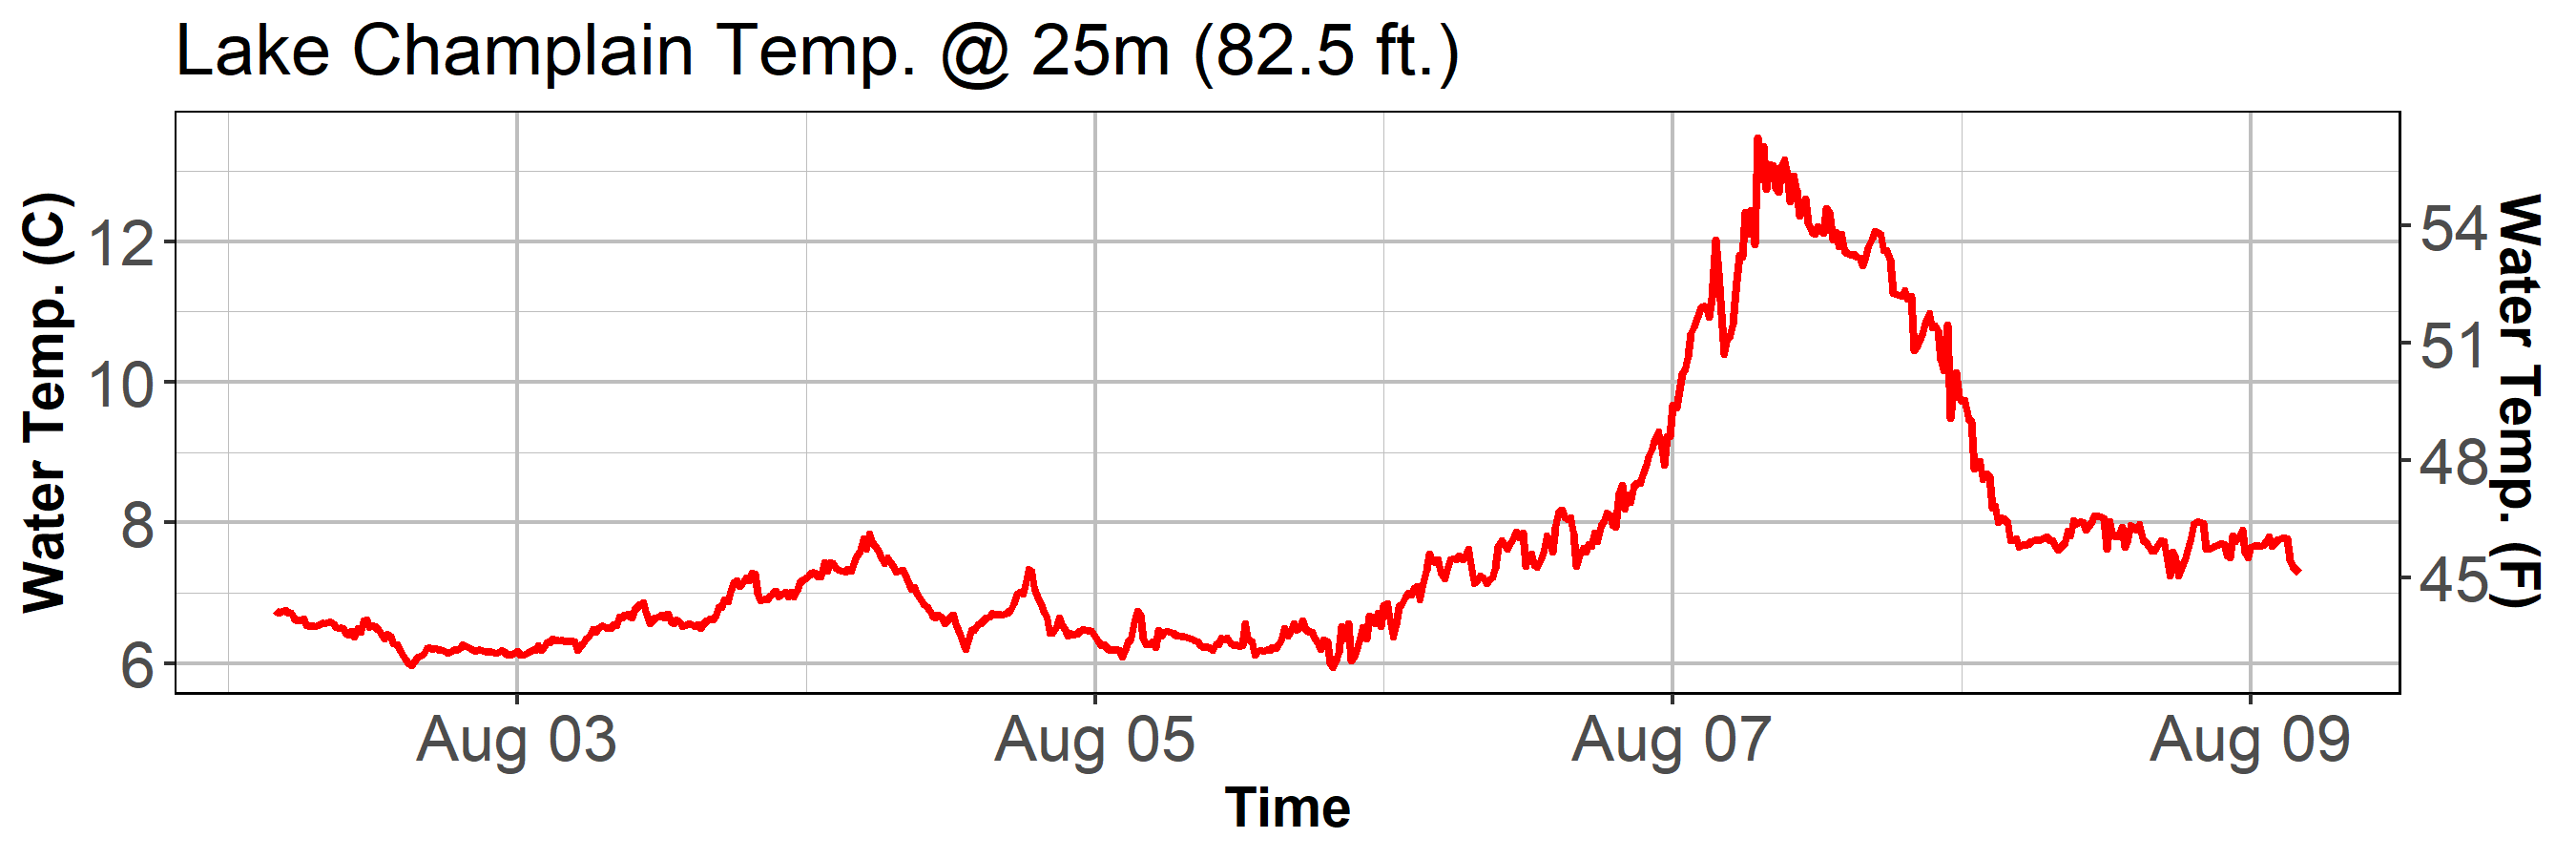 Lake Champlain Temp. @ 25m (82.5 ft.)
Water Temp. (C)
12
10
8
6
54
51
48
45
Water Temp. (F)
Aug 03 Aug 05 Aug 07 Aug 09
Time